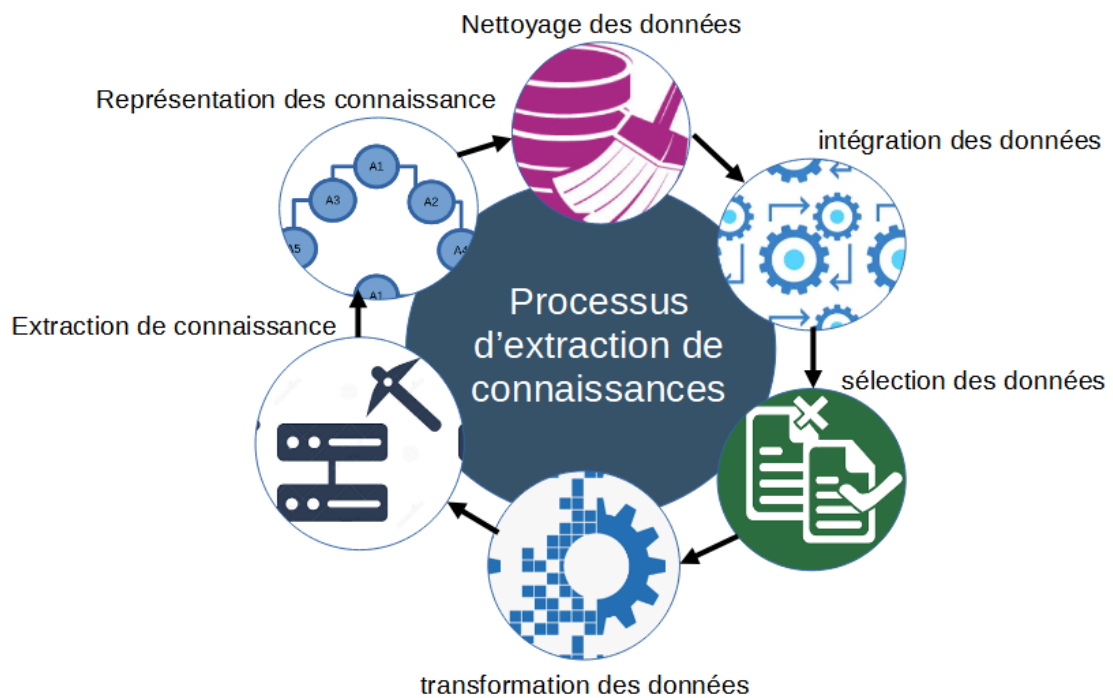 Nettoyage des données
Représentation des connaissance
intégration des données
A1
A3
A2
A5
A4
A1
Processus
d'extraction de
connaissances
Extraction de connaissance
sélection des données
transformation des données